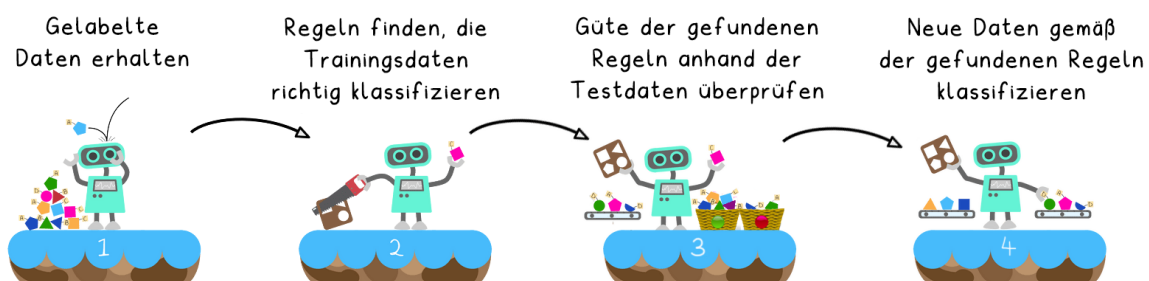 Gelabelte
Daten erhalten
Regeln finden, die
Trainingsdaten
richtig klassifizieren
Güte der gefundenen
Regeln anhand der
Testdaten überprüfen
Neue Daten gemäß
der gefundenen Regeln
klassifizieren
1
2
3
4